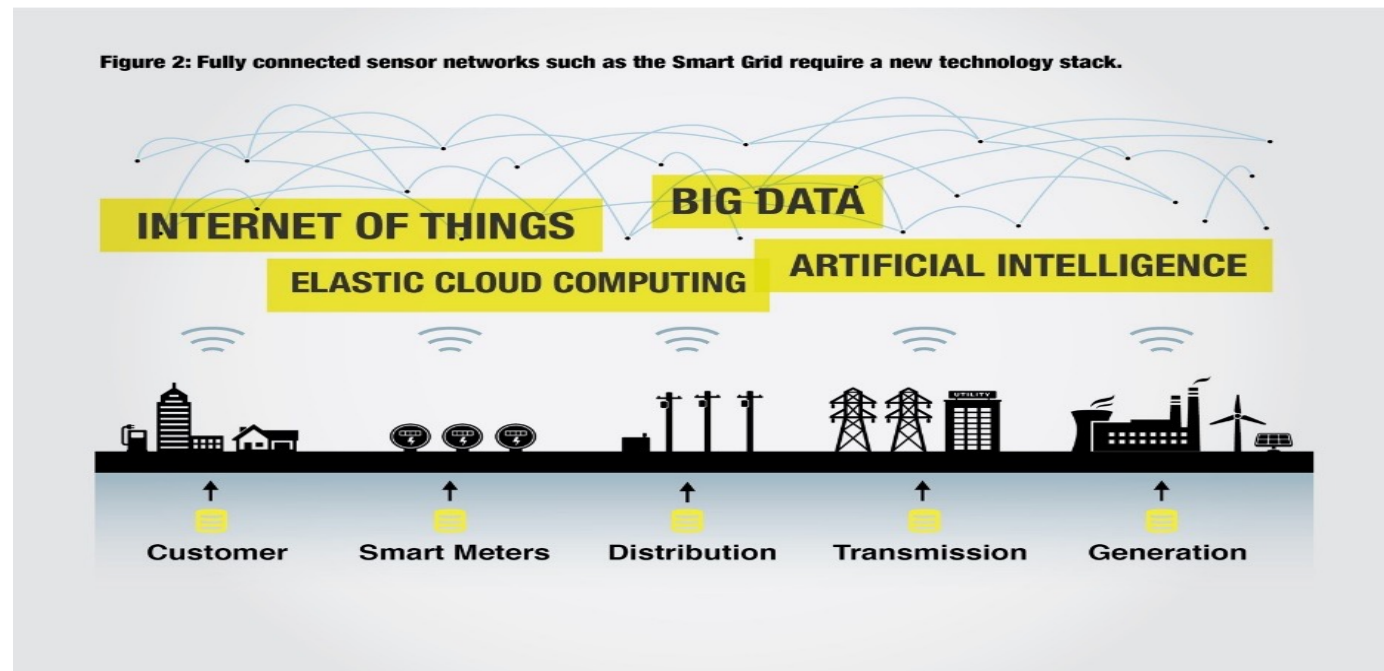 Figure 2: Fully connected sensor networks such as the Smart Grid require a new technology stack.
BIG DATA
INTERNET OF THINGS
ARTIFICIAL INTELLIGENCE
ELASTIC CLOUD COMPUTING
UTILITY
Customer
Smart Meters
Distribution
Transmission
Generation